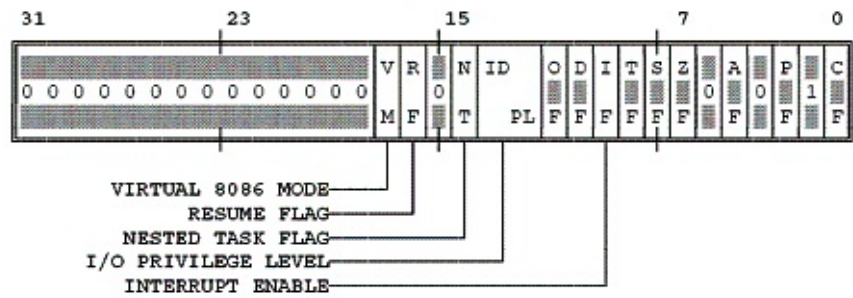 31 23 15 7 0
V R N ID O D I T S Z A P C
0 0 0 0 0 0 0 0 0 0 0 0 0 0 0 0 0 1
M F T PL F F F F F F F F F
VIRTUAL 8086 MODE
RESUME FLAG
NESTED TASK FLAG
I/O PRIVILEGE LEVEL
INTERRUPT ENABLE